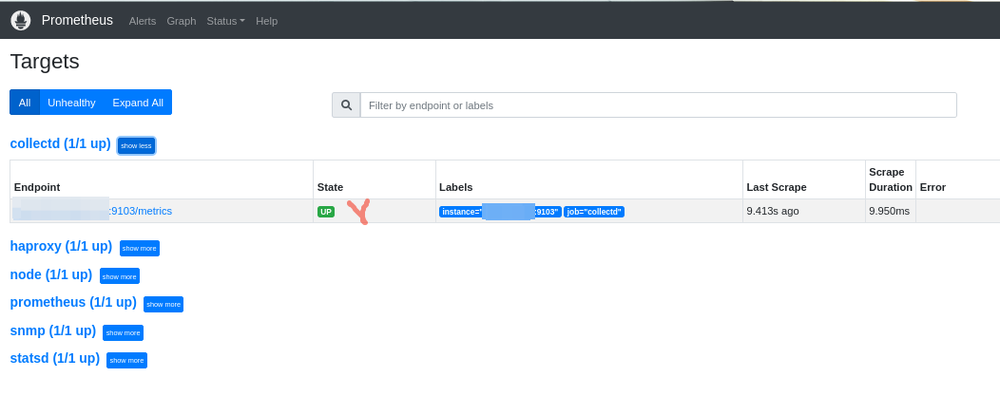 Prometheus Alerts Graph Status Help
Targets
All Unhealthy Expand All Filter by endpoint or labels
collectd (1/1 up) show less
Endpoint State Labels Last Scrape Scrape Duration Error
:9103/metrics UP instance=" :9103" job="collectd" 9.413s ago 9.950ms
haproxy (1/1 up) show more
node (1/1 up) show more
prometheus (1/1 up) show more
snmp (1/1 up) show more
statsd (1/1 up) show more